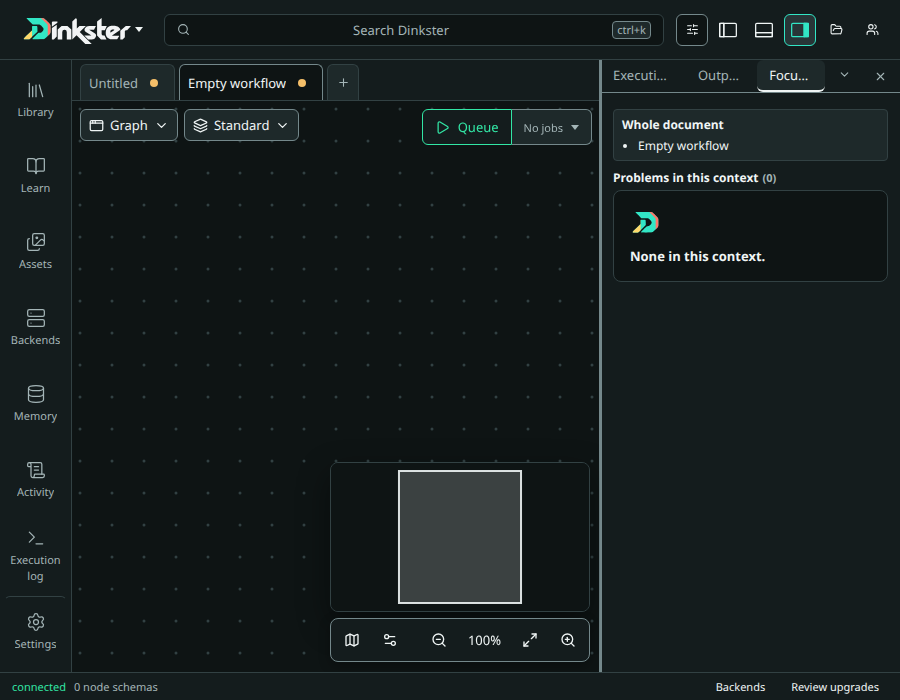 Dinkster
Search Dinkster
ctrl+k
Library
Learn
Assets
Backends
Memory
Activity
Execution
log
Settings
Untitled
Empty workflow
+
Graph
Standard
Queue
No jobs
100%
Executi...
Outp...
Focu...
Whole document
• Empty workflow
Problems in this context (0)
None in this context.
connected
0 node schemas
Backends
Review upgrades